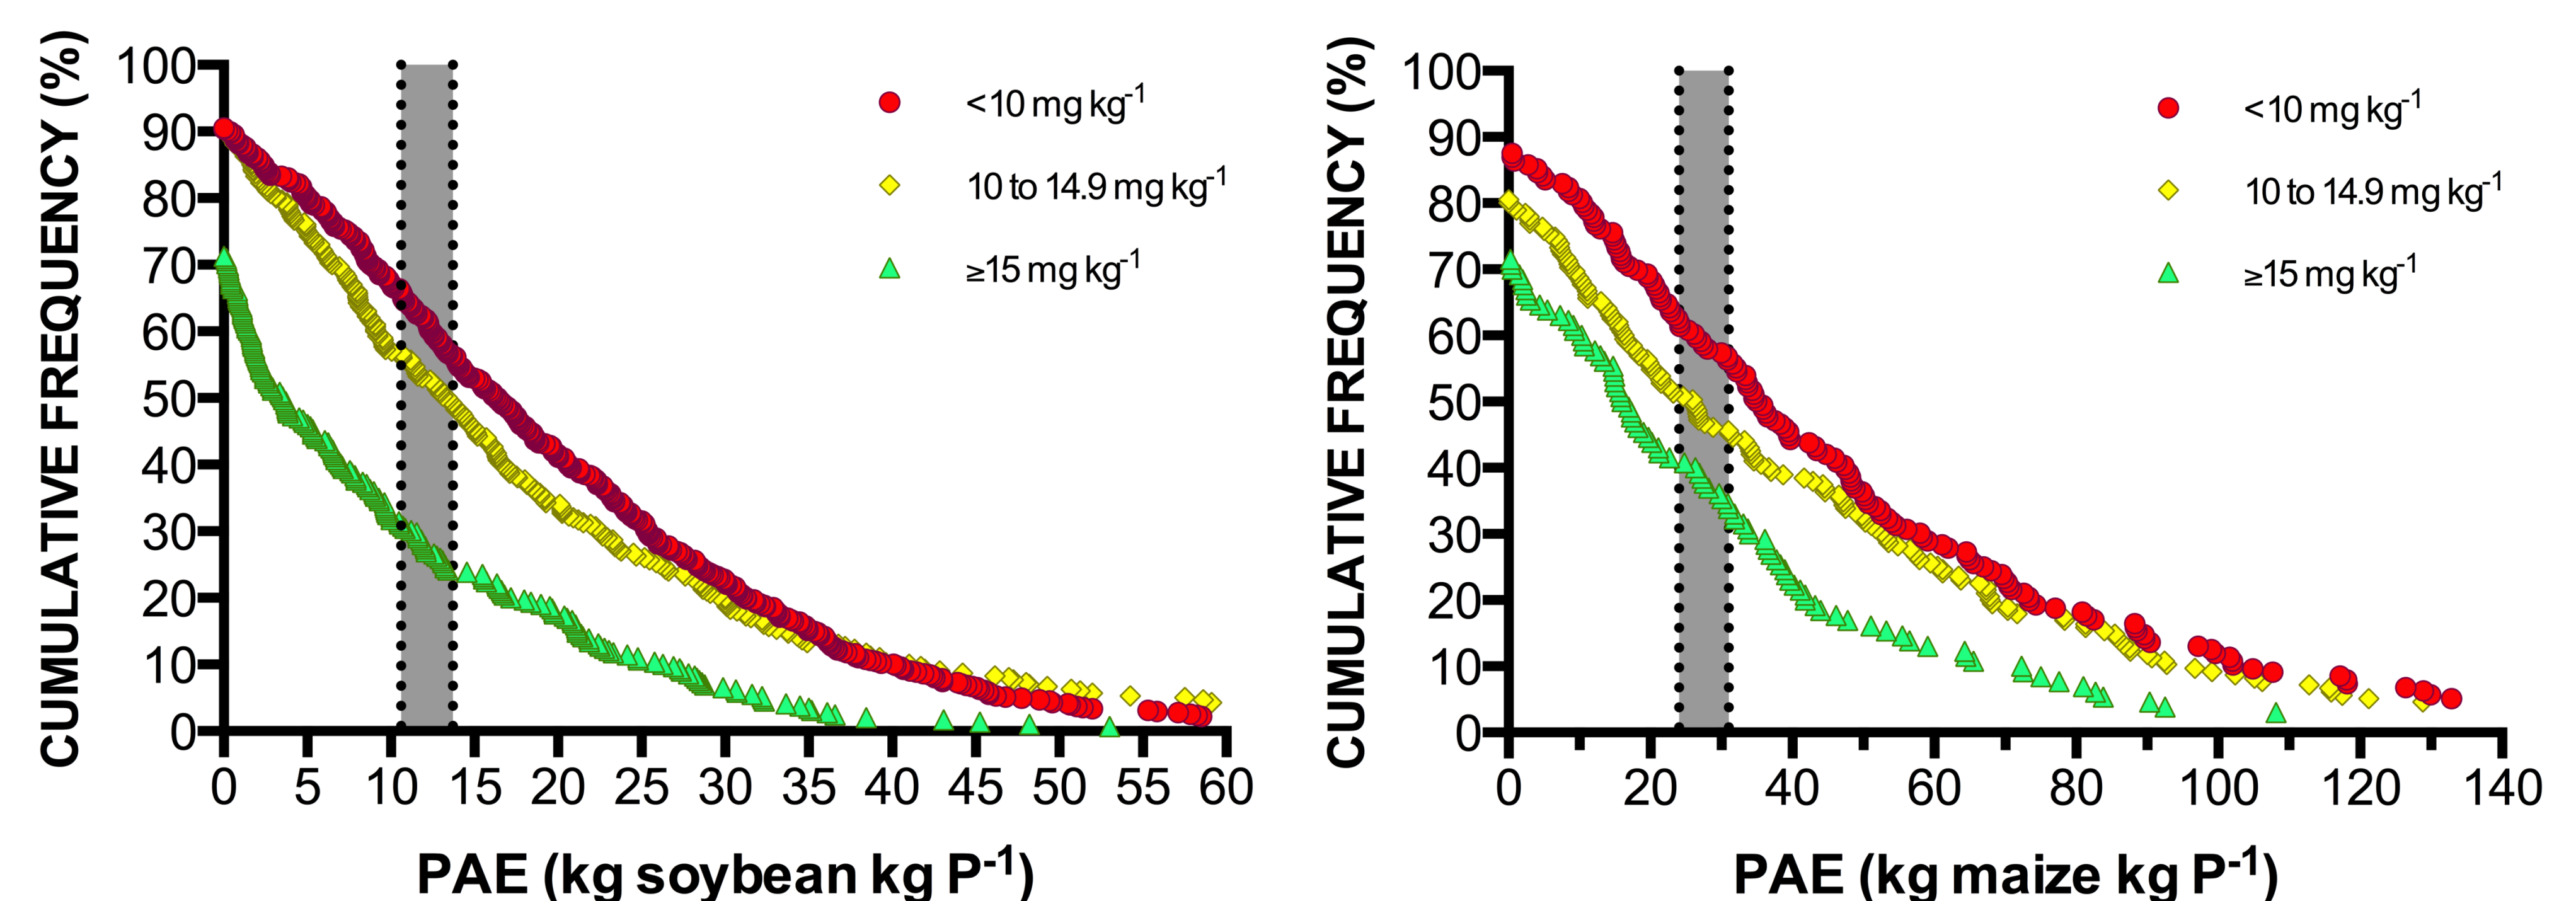 CUMULATIVE FREQUENCY (%)
100
90
80
70
60
50
40
30
20
10
0
0 5 10 15 20 25 30 35 40 45 50 55 60
PAE (kg soybean kg P-1)
<10 mg kg-1
10 to 14.9 mg kg-1
≥15 mg kg-1
CUMULATIVE FREQUENCY (%)
100
90
80
70
60
50
40
30
20
10
0
0 20 40 60 80 100 120 140
PAE (kg maize kg P-1)
<10 mg kg-1
10 to 14.9 mg kg-1
≥15 mg kg-1